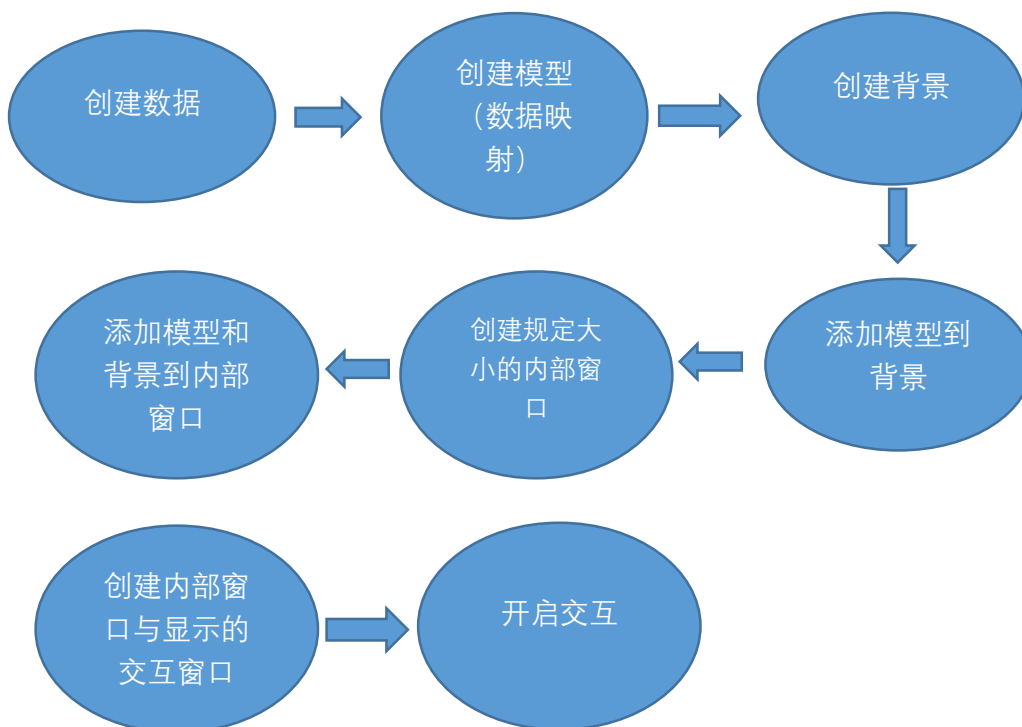 创建数据
创建模型
（数据映
射）
创建背景
添加模型到
背景
创建规定大
小的内部窗
口
添加模型和
背景到内部
窗口
创建内部窗
口与显示的
交互窗口
开启交互